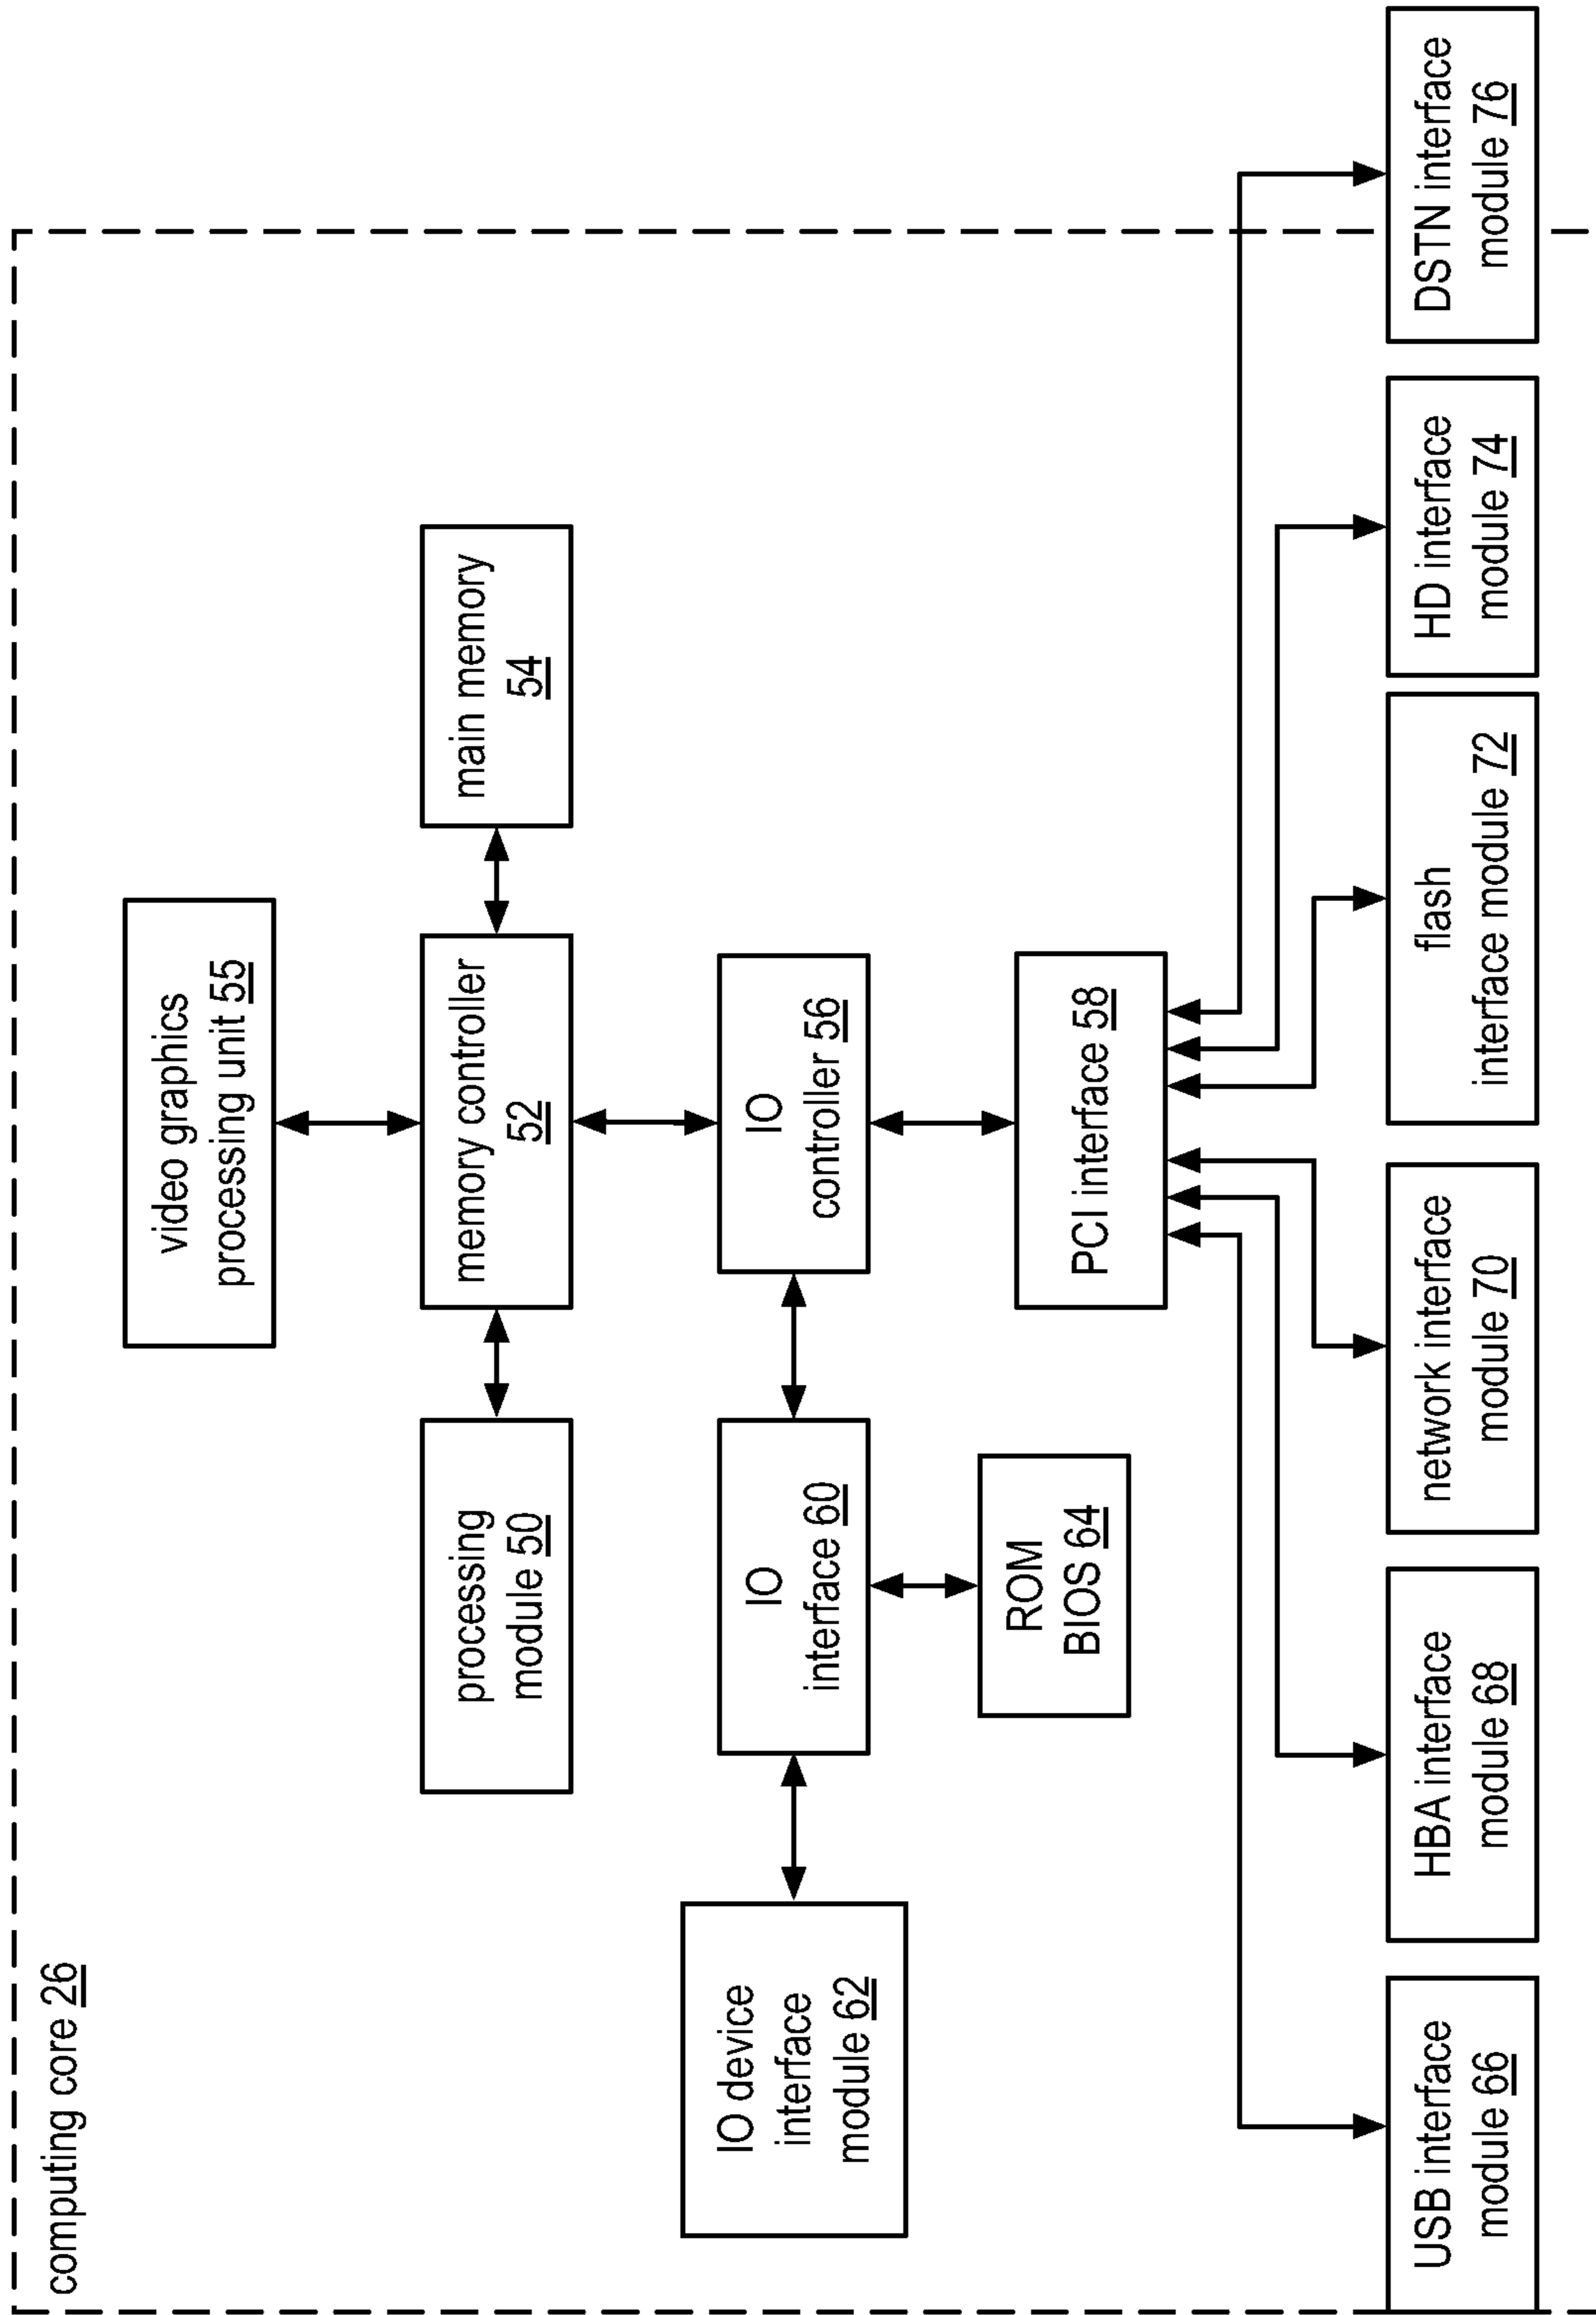 computing core 26
video graphics
processing unit 55
processing
module 50
memory controller
52
main memory
54
IO device
interface
module 62
IO
interface 60
IO
controller 56
ROM
BIOS 64
PCI interface 58
USB interface
module 66
HBA interface
module 68
network interface
module 70
flash
interface module 72
HD interface
module 74
DSTN interface
module 76